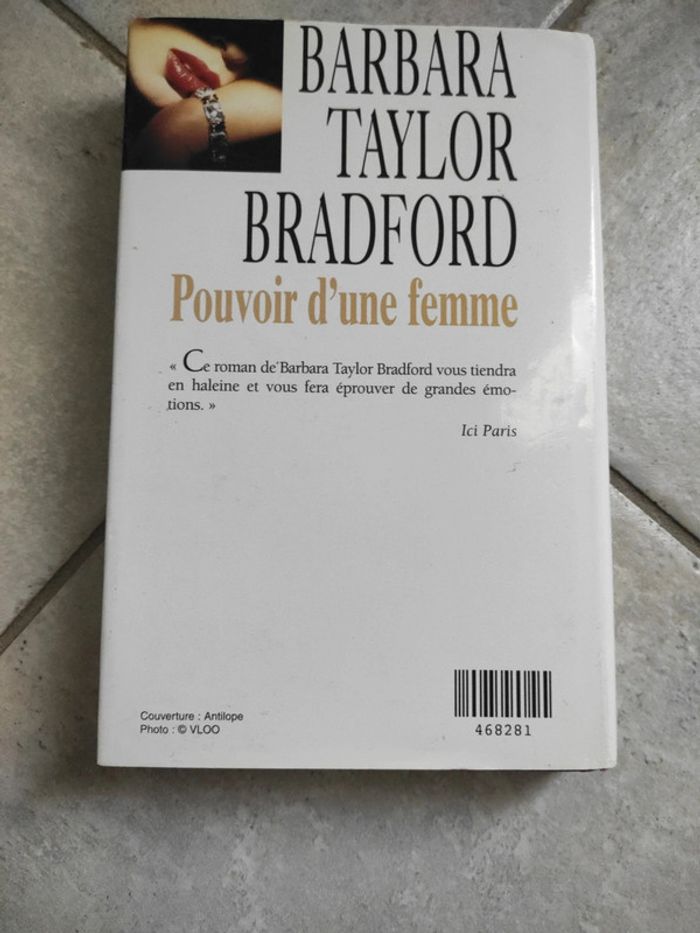 BARBARA
TAYLOR
BRADFORD
Pouvoir d'une femme
« Ce roman de Barbara Taylor Bradford vous tiendra
en haleine et vous fera éprouver de grandes émo-
tions. »
Ici Paris
Couverture : Antilope
Photo : © VLOO
468281